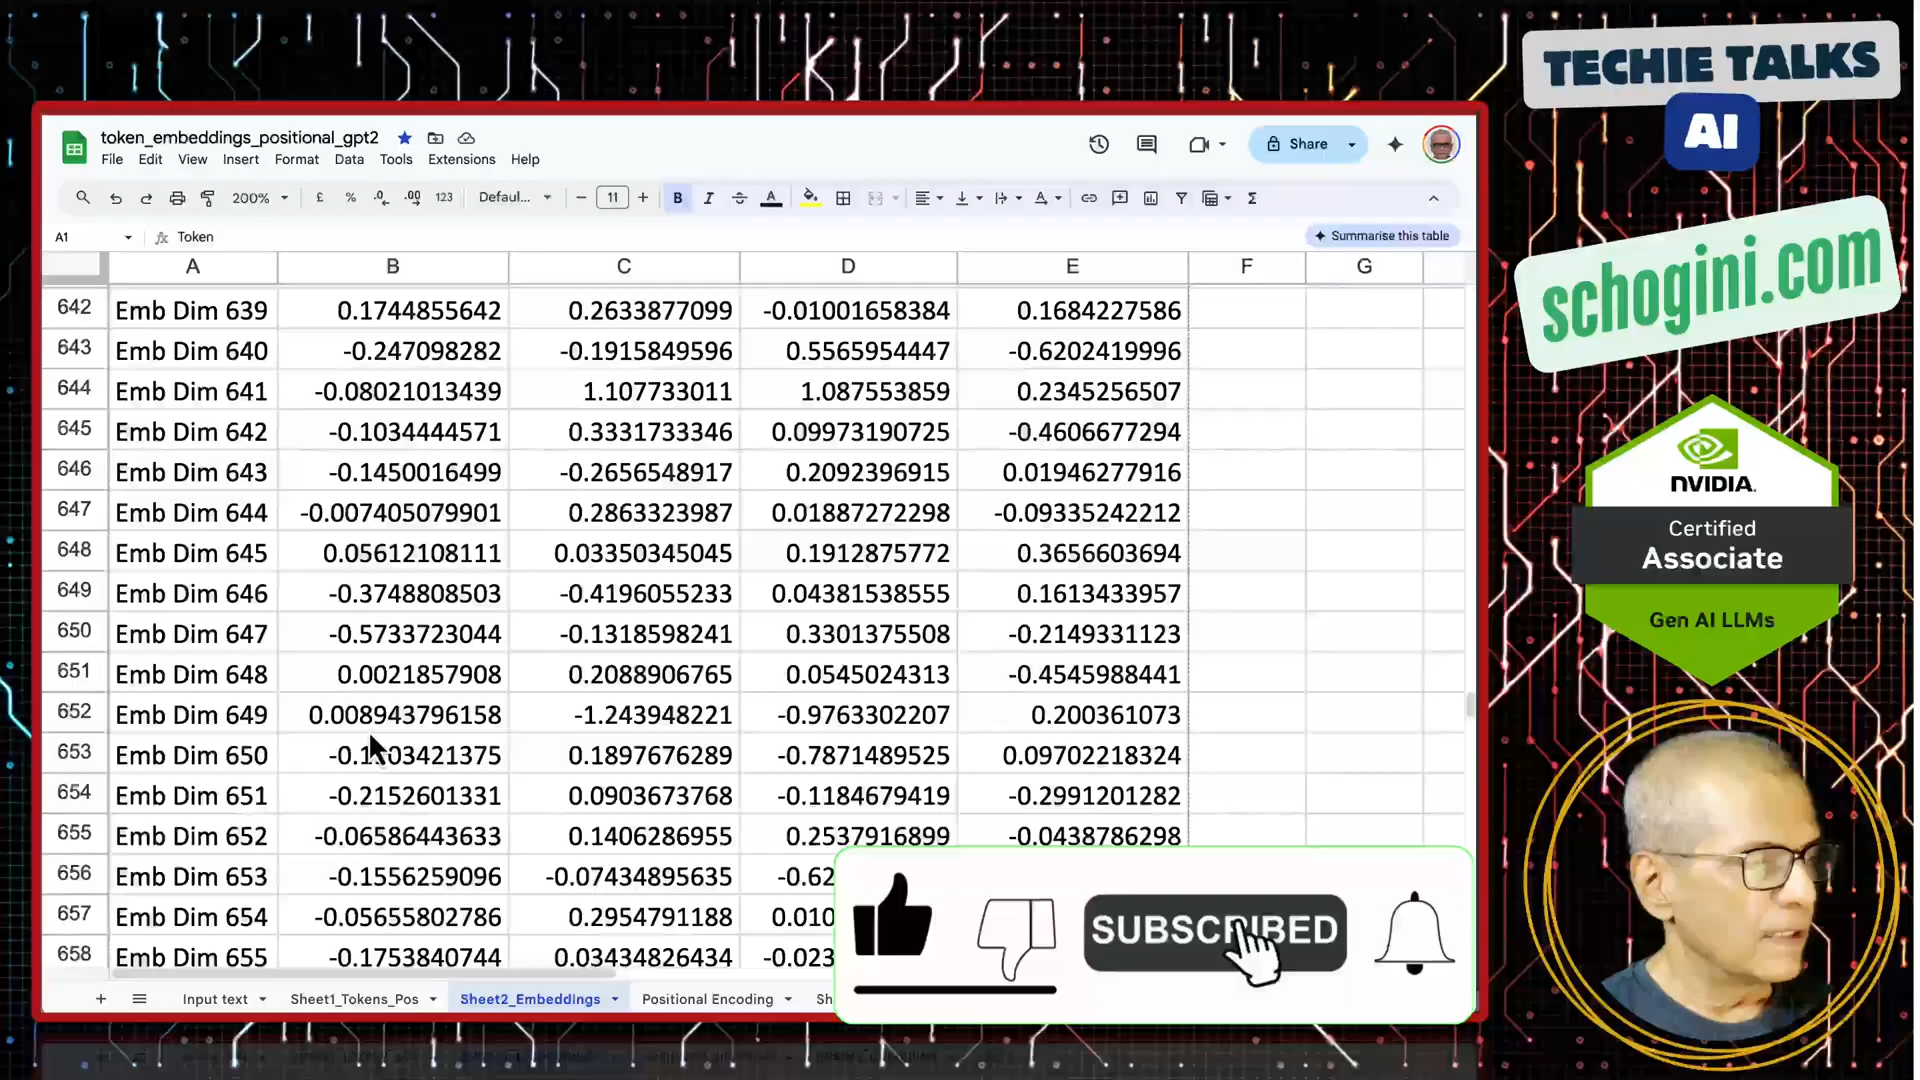 TECHIE TALKS
AI
schogini.com
NVIDIA.
Certified
Associate
Gen AI LLMs
token_embeddings_positional_gpt2
File Edit View Insert Format Data Tools Extensions Help
Share
200% £ % .0 .00 123 Defaul... − 11 + B I A Σ
A1 fx Token
Summarise this table
A B C D E F G
642 Emb Dim 639 0.1744855642 0.2633877099 -0.01001658384 0.1684227586
643 Emb Dim 640 -0.247098282 -0.1915849596 0.5565954447 -0.6202419996
644 Emb Dim 641 -0.08021013439 1.107733011 1.087553859 0.2345256507
645 Emb Dim 642 -0.1034444571 0.3331733346 0.09973190725 -0.4606677294
646 Emb Dim 643 -0.1450016499 -0.2656548917 0.2092396915 0.01946277916
647 Emb Dim 644 -0.007405079901 0.2863323987 0.01887272298 -0.09335242212
648 Emb Dim 645 0.05612108111 0.03350345045 0.1912875772 0.3656603694
649 Emb Dim 646 -0.3748808503 -0.4196055233 0.04381538555 0.1613433957
650 Emb Dim 647 -0.5733723044 -0.1318598241 0.3301375508 -0.2149331123
651 Emb Dim 648 0.0021857908 0.2088906765 0.0545024313 -0.4545988441
652 Emb Dim 649 0.008943796158 -1.243948221 -0.9763302207 0.200361073
653 Emb Dim 650 0.1897676289 -0.7871489525 0.09702218324
654 Emb Dim 651 -0.2152601331 0.0903673768 -0.1184679419 -0.2991201282
655 Emb Dim 652 -0.06586443633 0.1406286955 0.2537916899 -0.0438786298
656 Emb Dim 653 -0.1556259096 -0.07434895635 -0.62
657 Emb Dim 654 -0.05655802786 0.2954791188 0.010
658 Emb Dim 655 -0.1753840744 0.03434826434 -0.023
SUBSCRIBED
Input text Sheet1_Tokens_Pos Sheet2_Embeddings Positional Encoding Sh